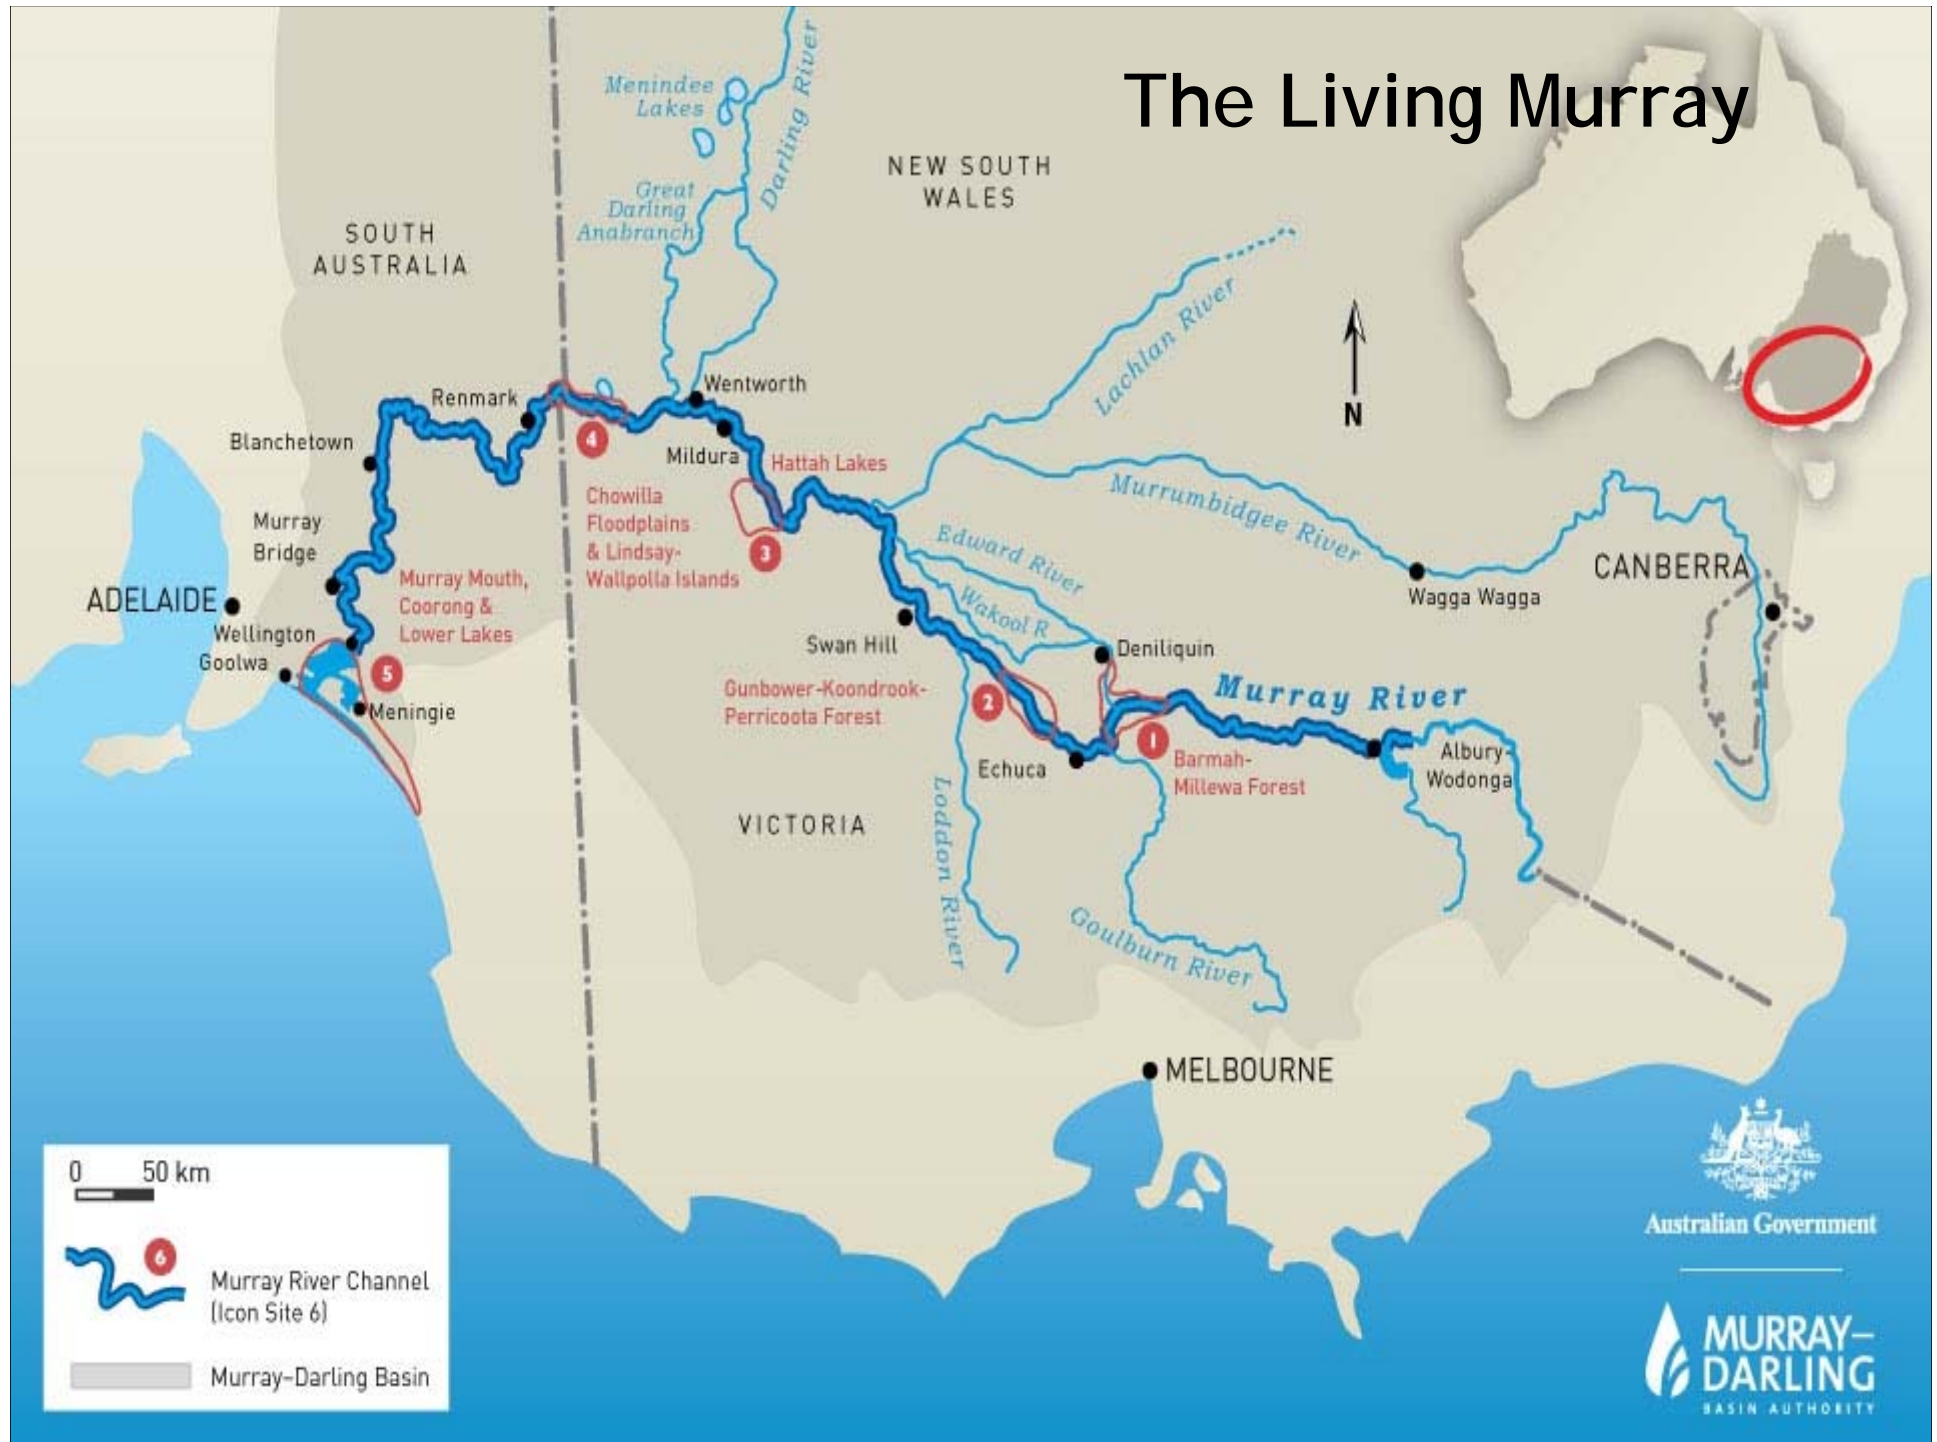 The Living Murray
Menindee
Lakes
Darling River
NEW SOUTH
WALES
Great
Darling
Anabranch
SOUTH
AUSTRALIA
Lachlan River
N
Wentworth
Renmark
Blanchetown
4
Mildura
Hattah Lakes
Murrumbidgee River
Chowilla
Floodplains
& Lindsay-
Wallpolla Islands
3
Murray
Bridge
Edward River
CANBERRA
Murray Mouth,
Coorong &
Lower Lakes
ADELAIDE
Wakool R
Wagga Wagga
Wellington
Goolwa
5
Swan Hill
Deniliquin
Meningie
Gunbower-Koondrook-
Perricoota Forest
2
Murray River
1
Echuca
Barmah-
Millewa Forest
Albury-
Wodonga
VICTORIA
Loddon River
Goulburn River
MELBOURNE
0 50 km
6
Murray River Channel
(Icon Site 6)
Murray–Darling Basin
Australian Government
MURRAY–
DARLING
BASIN AUTHORITY